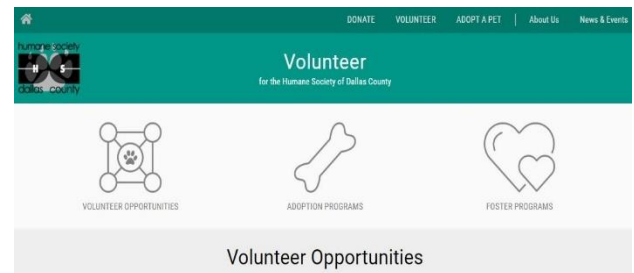 DONATE VOLUNTEER ADOPT A PET About Us News & Events
humane society
H S
dallas county
Volunteer
for the Humane Society of Dallas County
VOLUNTEER OPPORTUNITIES ADOPTION PROGRAMS FOSTER PROGRAMS
Volunteer Opportunities